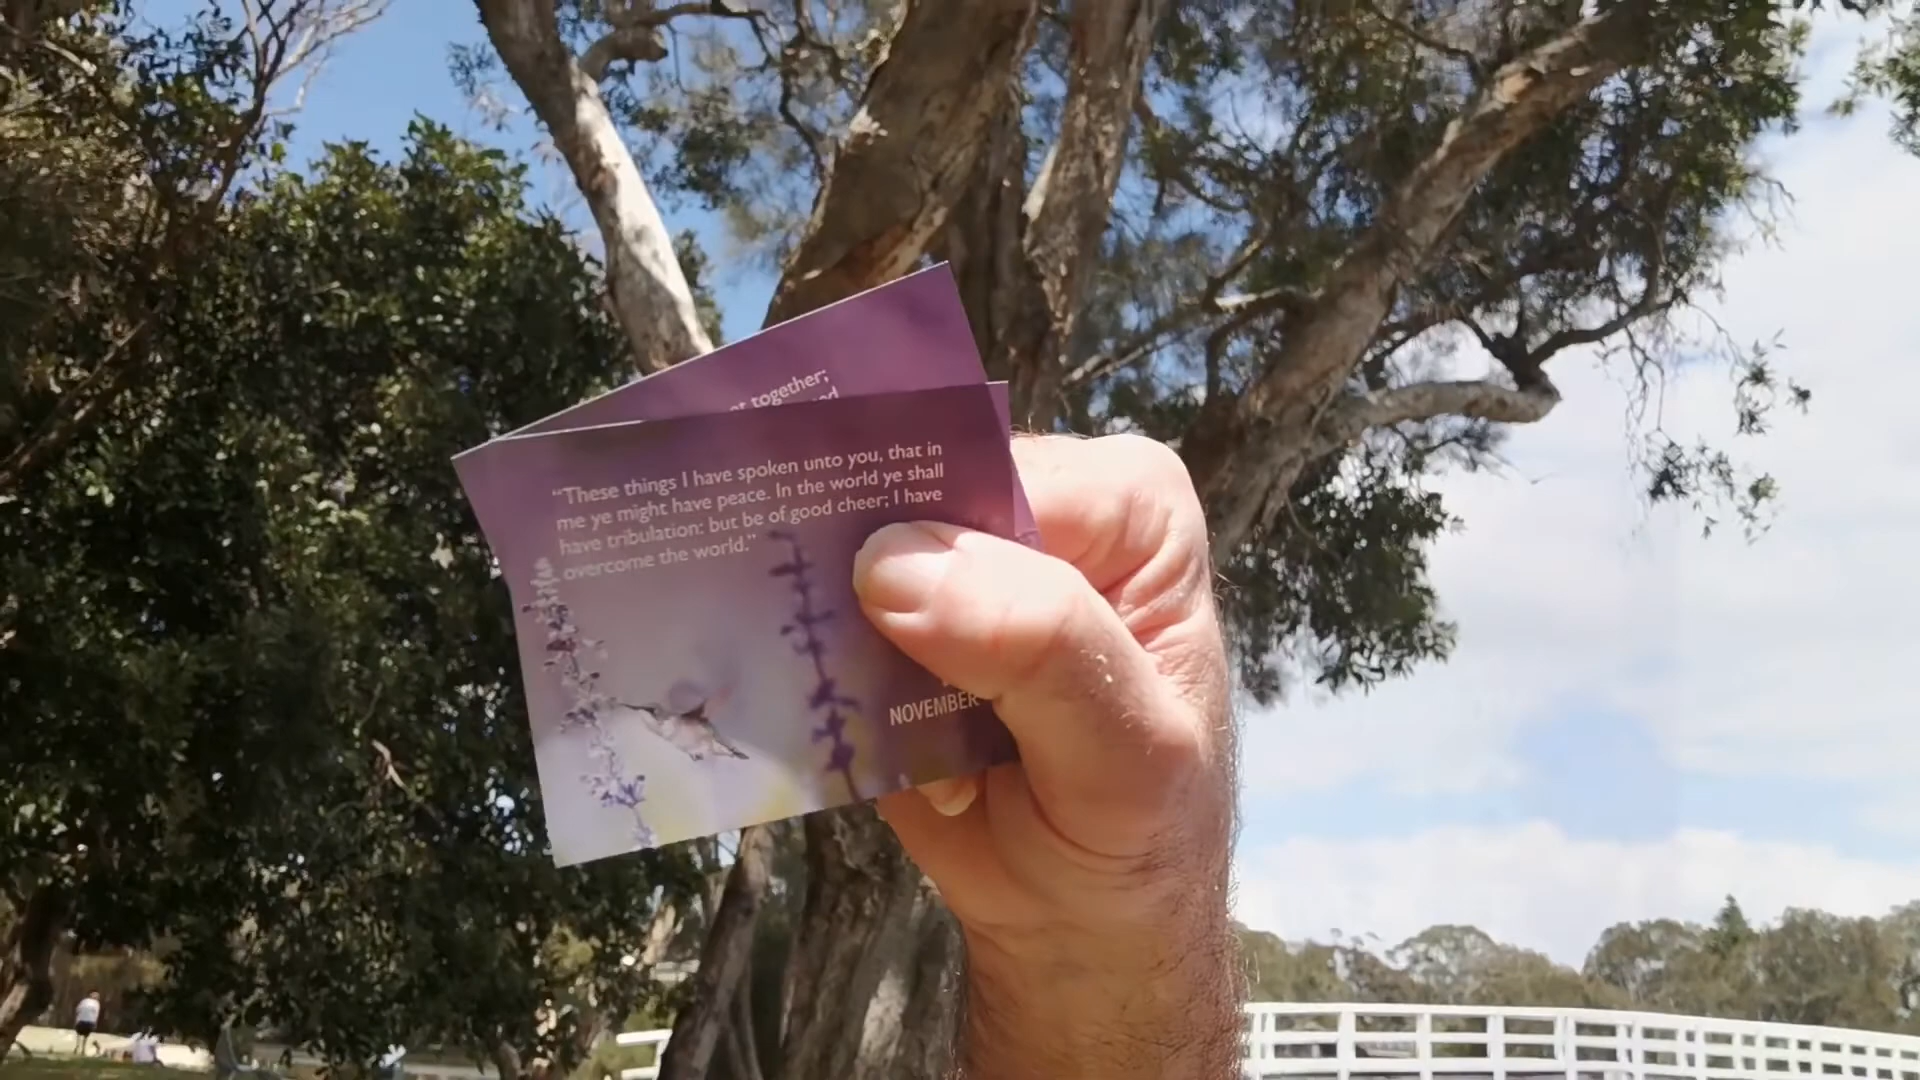 together;
“These things I have spoken unto you, that in
me ye might have peace. In the world ye shall
have tribulation: but be of good cheer; I have
overcome the world.”
NOVEMBER